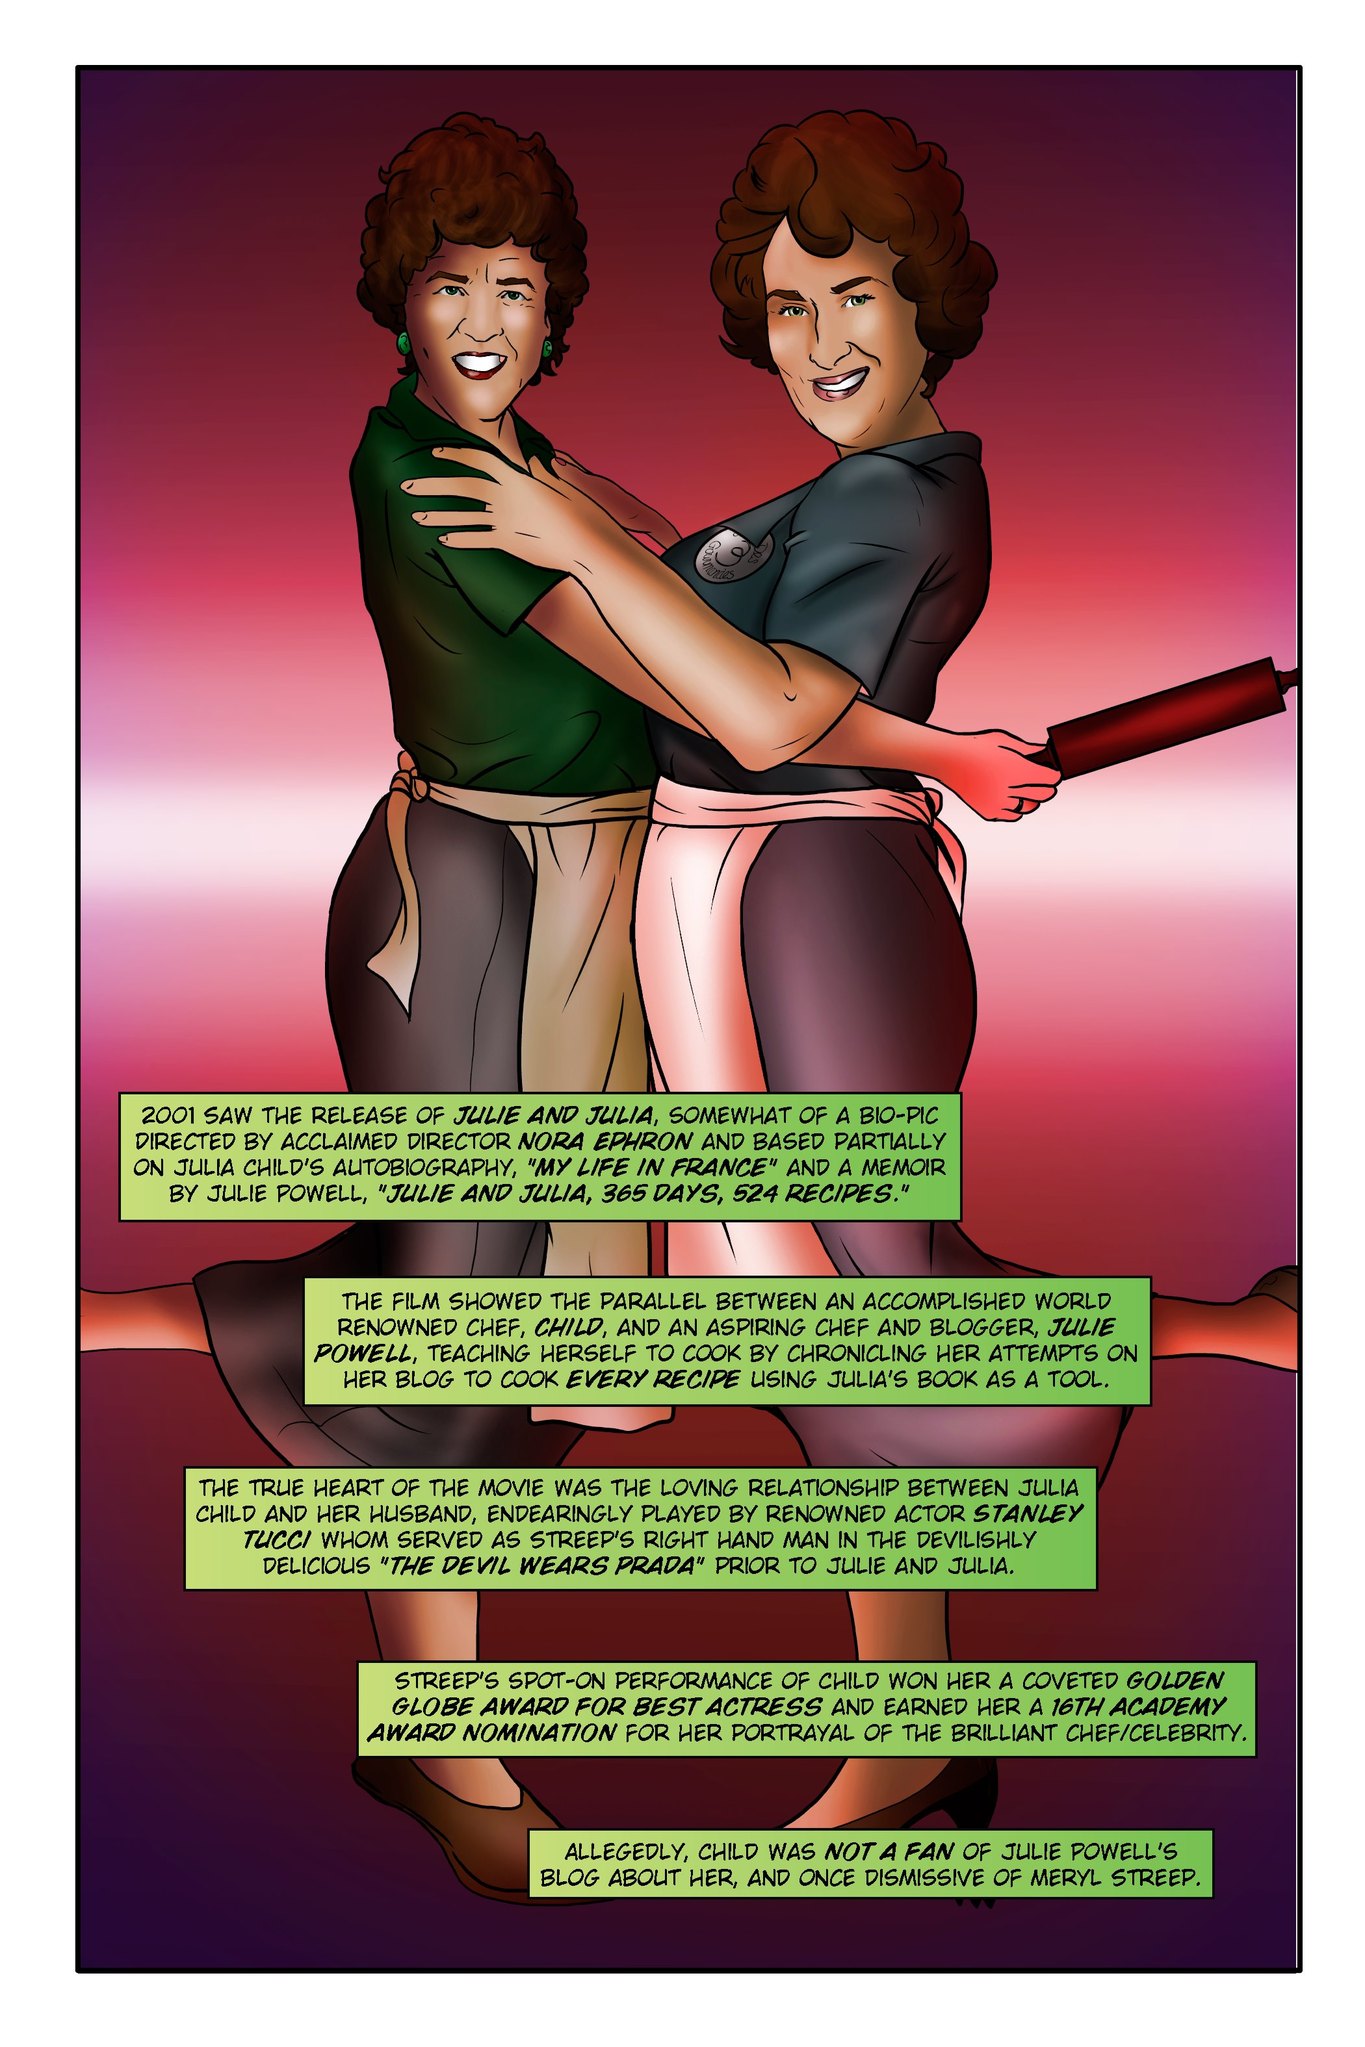 Gourmandes
2001 SAW THE RELEASE OF JULIE AND JULIA, SOMEWHAT OF A BIO-PIC
DIRECTED BY ACCLAIMED DIRECTOR NORA EPHRON AND BASED PARTIALLY
ON JULIA CHILD'S AUTOBIOGRAPHY, "MY LIFE IN FRANCE" AND A MEMOIR
BY JULIE POWELL, "JULIE AND JULIA, 365 DAYS, 524 RECIPES."
THE FILM SHOWED THE PARALLEL BETWEEN AN ACCOMPLISHED WORLD
RENOWNED CHEF, CHILD, AND AN ASPIRING CHEF AND BLOGGER, JULIE
POWELL, TEACHING HERSELF TO COOK BY CHRONICLING HER ATTEMPTS ON
HER BLOG TO COOK EVERY RECIPE USING JULIA'S BOOK AS A TOOL.
THE TRUE HEART OF THE MOVIE WAS THE LOVING RELATIONSHIP BETWEEN JULIA
CHILD AND HER HUSBAND, ENDEARINGLY PLAYED BY RENOWNED ACTOR STANLEY
TUCCI WHOM SERVED AS STREEP'S RIGHT HAND MAN IN THE DEVILISHLY
DELICIOUS "THE DEVIL WEARS PRADA" PRIOR TO JULIE AND JULIA.
STREEP'S SPOT-ON PERFORMANCE OF CHILD WON HER A COVETED GOLDEN
GLOBE AWARD FOR BEST ACTRESS AND EARNED HER A 16TH ACADEMY
AWARD NOMINATION FOR HER PORTRAYAL OF THE BRILLIANT CHEF/CELEBRITY.
ALLEGEDLY, CHILD WAS NOT A FAN OF JULIE POWELL'S
BLOG ABOUT HER, AND ONCE DISMISSIVE OF MERYL STREEP.